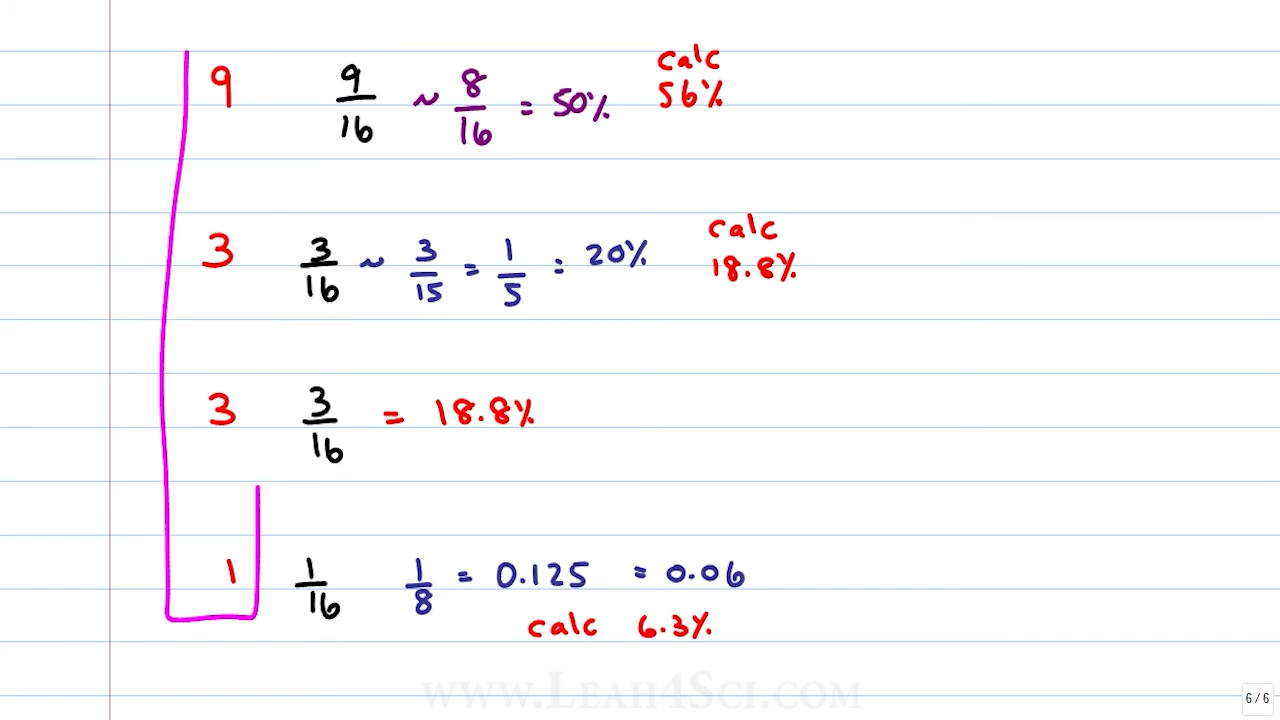 9 9/16 ~ 8/16 = 50% calc 56%
3 3/16 ~ 3/15 = 1/5 = 20% calc 18.8%
3 3/16 = 18.8%
1 1/16 1/8 = 0.125 = 0.06
calc 6.3%
www.Leah4Sci.com
6 / 6